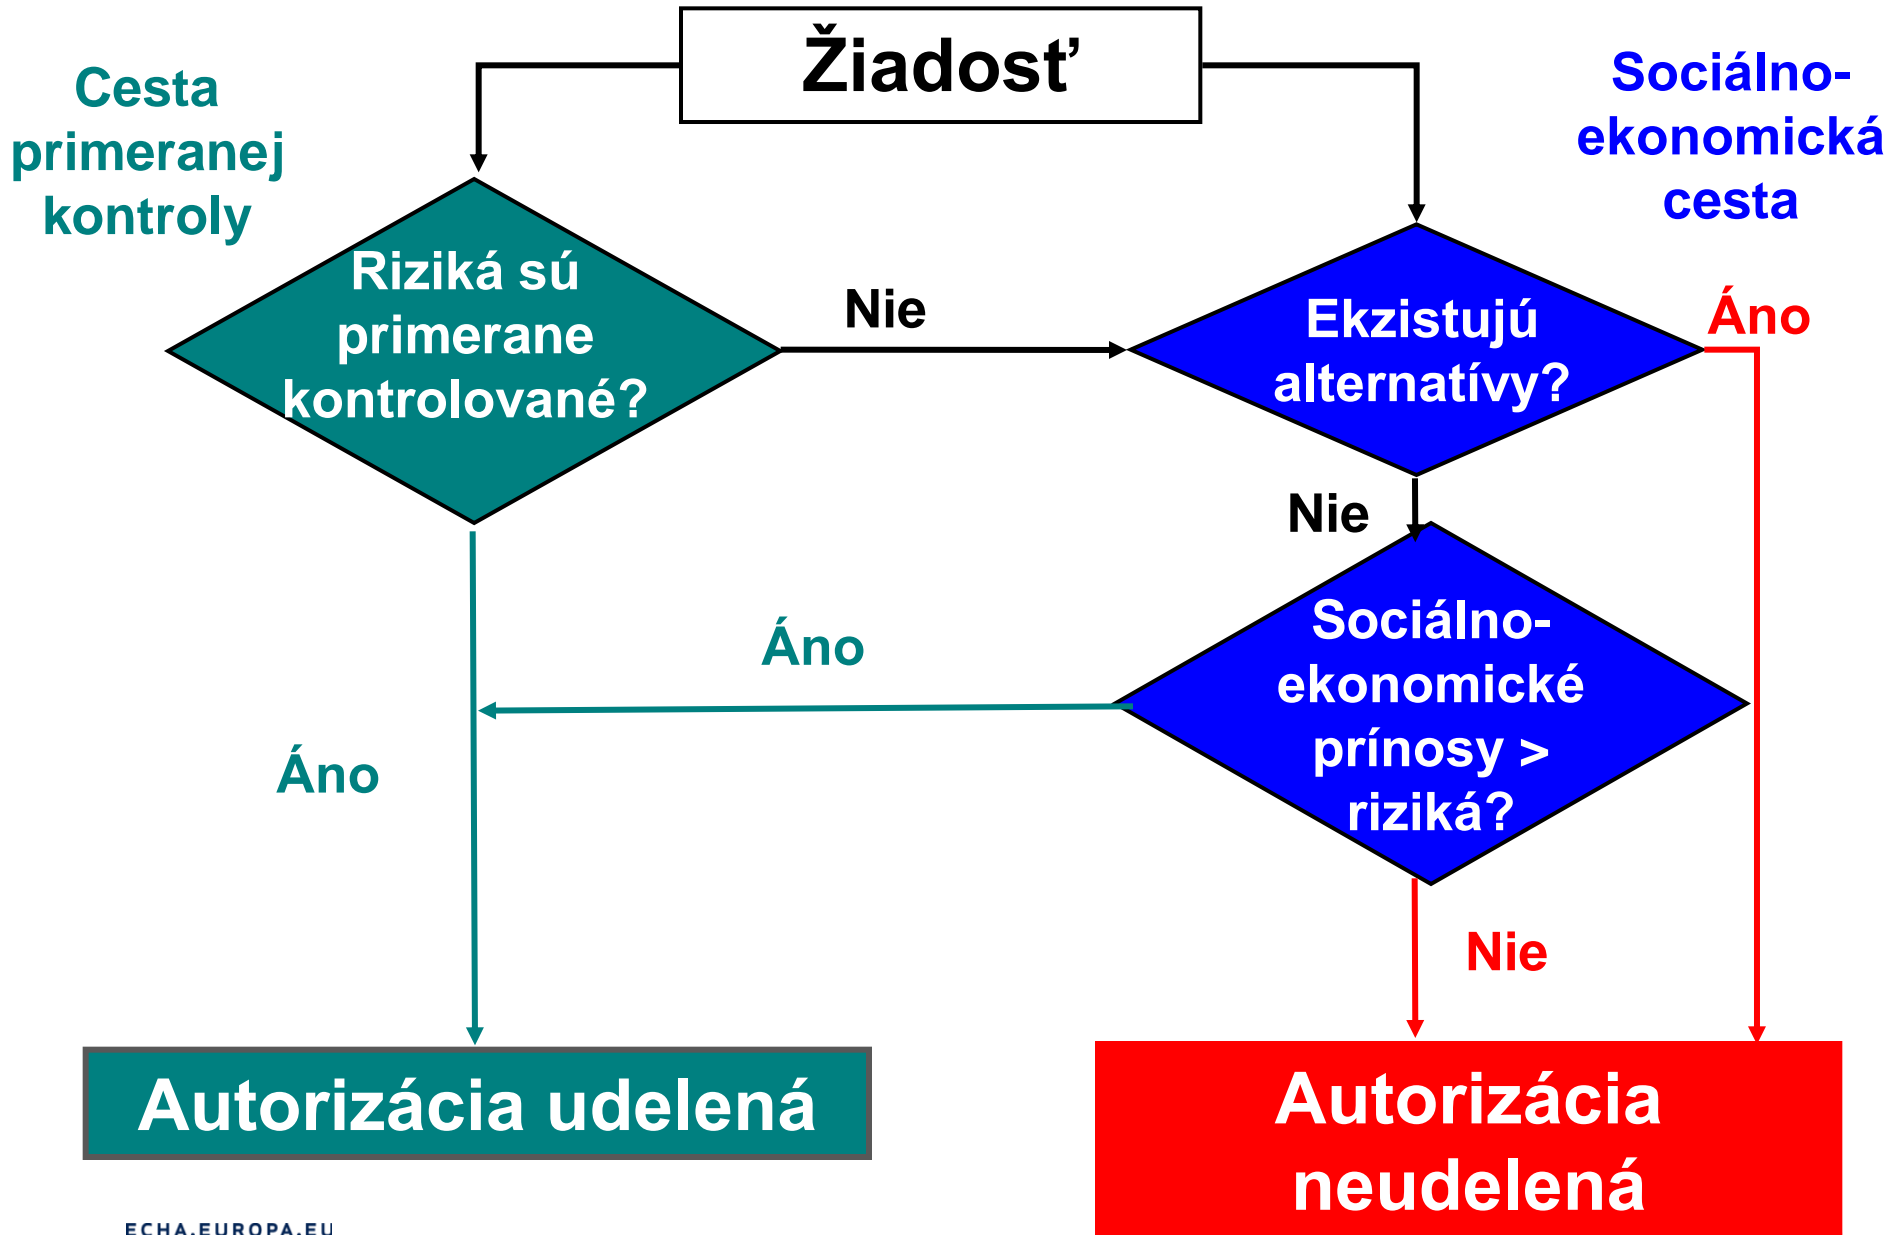 Žiadosť
Cesta
primeranej
kontroly
Sociálno-
ekonomická
cesta
Riziká sú
primerane
kontrolované?
Nie
Ekzistujú
alternatívy?
Áno
Nie
Sociálno-
ekonomické
prínosy >
riziká?
Áno
Áno
Nie
Autorizácia udelená
Autorizácia
neudelená
ECHA.EUROPA.EU